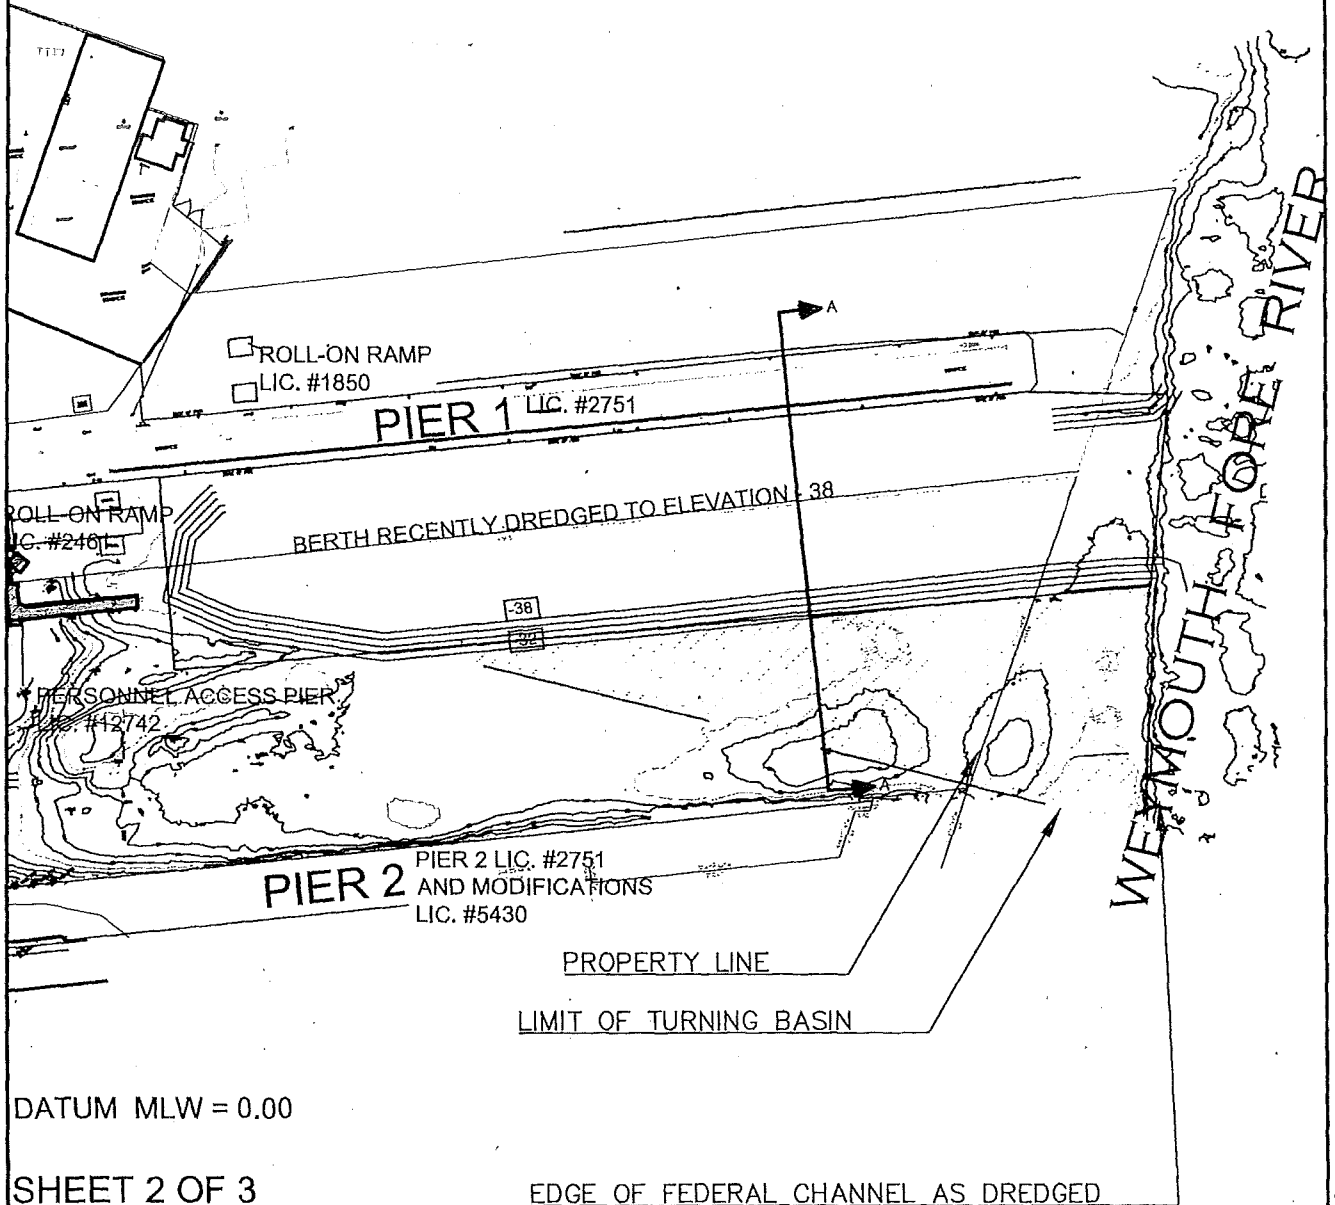 ROLL-ON RAMP
LIC. #1850
PIER 1 LIC. #2751
A
BERTH RECENTLY DREDGED TO ELEVATION - 38
ROLL-ON RAMP
LIC. #246
-38
-32
PERSONNEL ACCESS PIER
LIC. #12742
A
PIER 2
PIER 2 LIC. #2751
AND MODIFICATIONS
LIC. #5430
WEYMOUTH FORE RIVER
PROPERTY LINE
LIMIT OF TURNING BASIN
DATUM MLW = 0.00
SHEET 2 OF 3
EDGE OF FEDERAL CHANNEL AS DREDGED